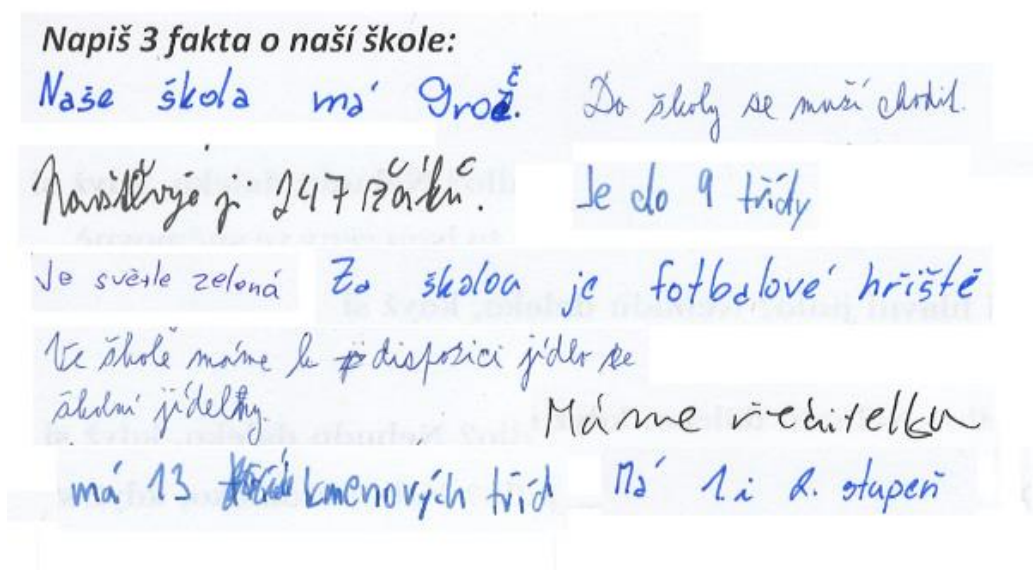 Napiš 3 fakta o naší škole:
Naše škola má 9 roč.
Do školy se musí chodit.
Navštěvuje ji 247 žáků.
Je do 9 třídy
Je světle zelená
Za školou je fotbalové hřiště
Ve škole máme k dispozici jídlo ze
školní jídelny.
Máme ředitelku
má 13 kmenových tříd
Má 1 i 2. stupeň